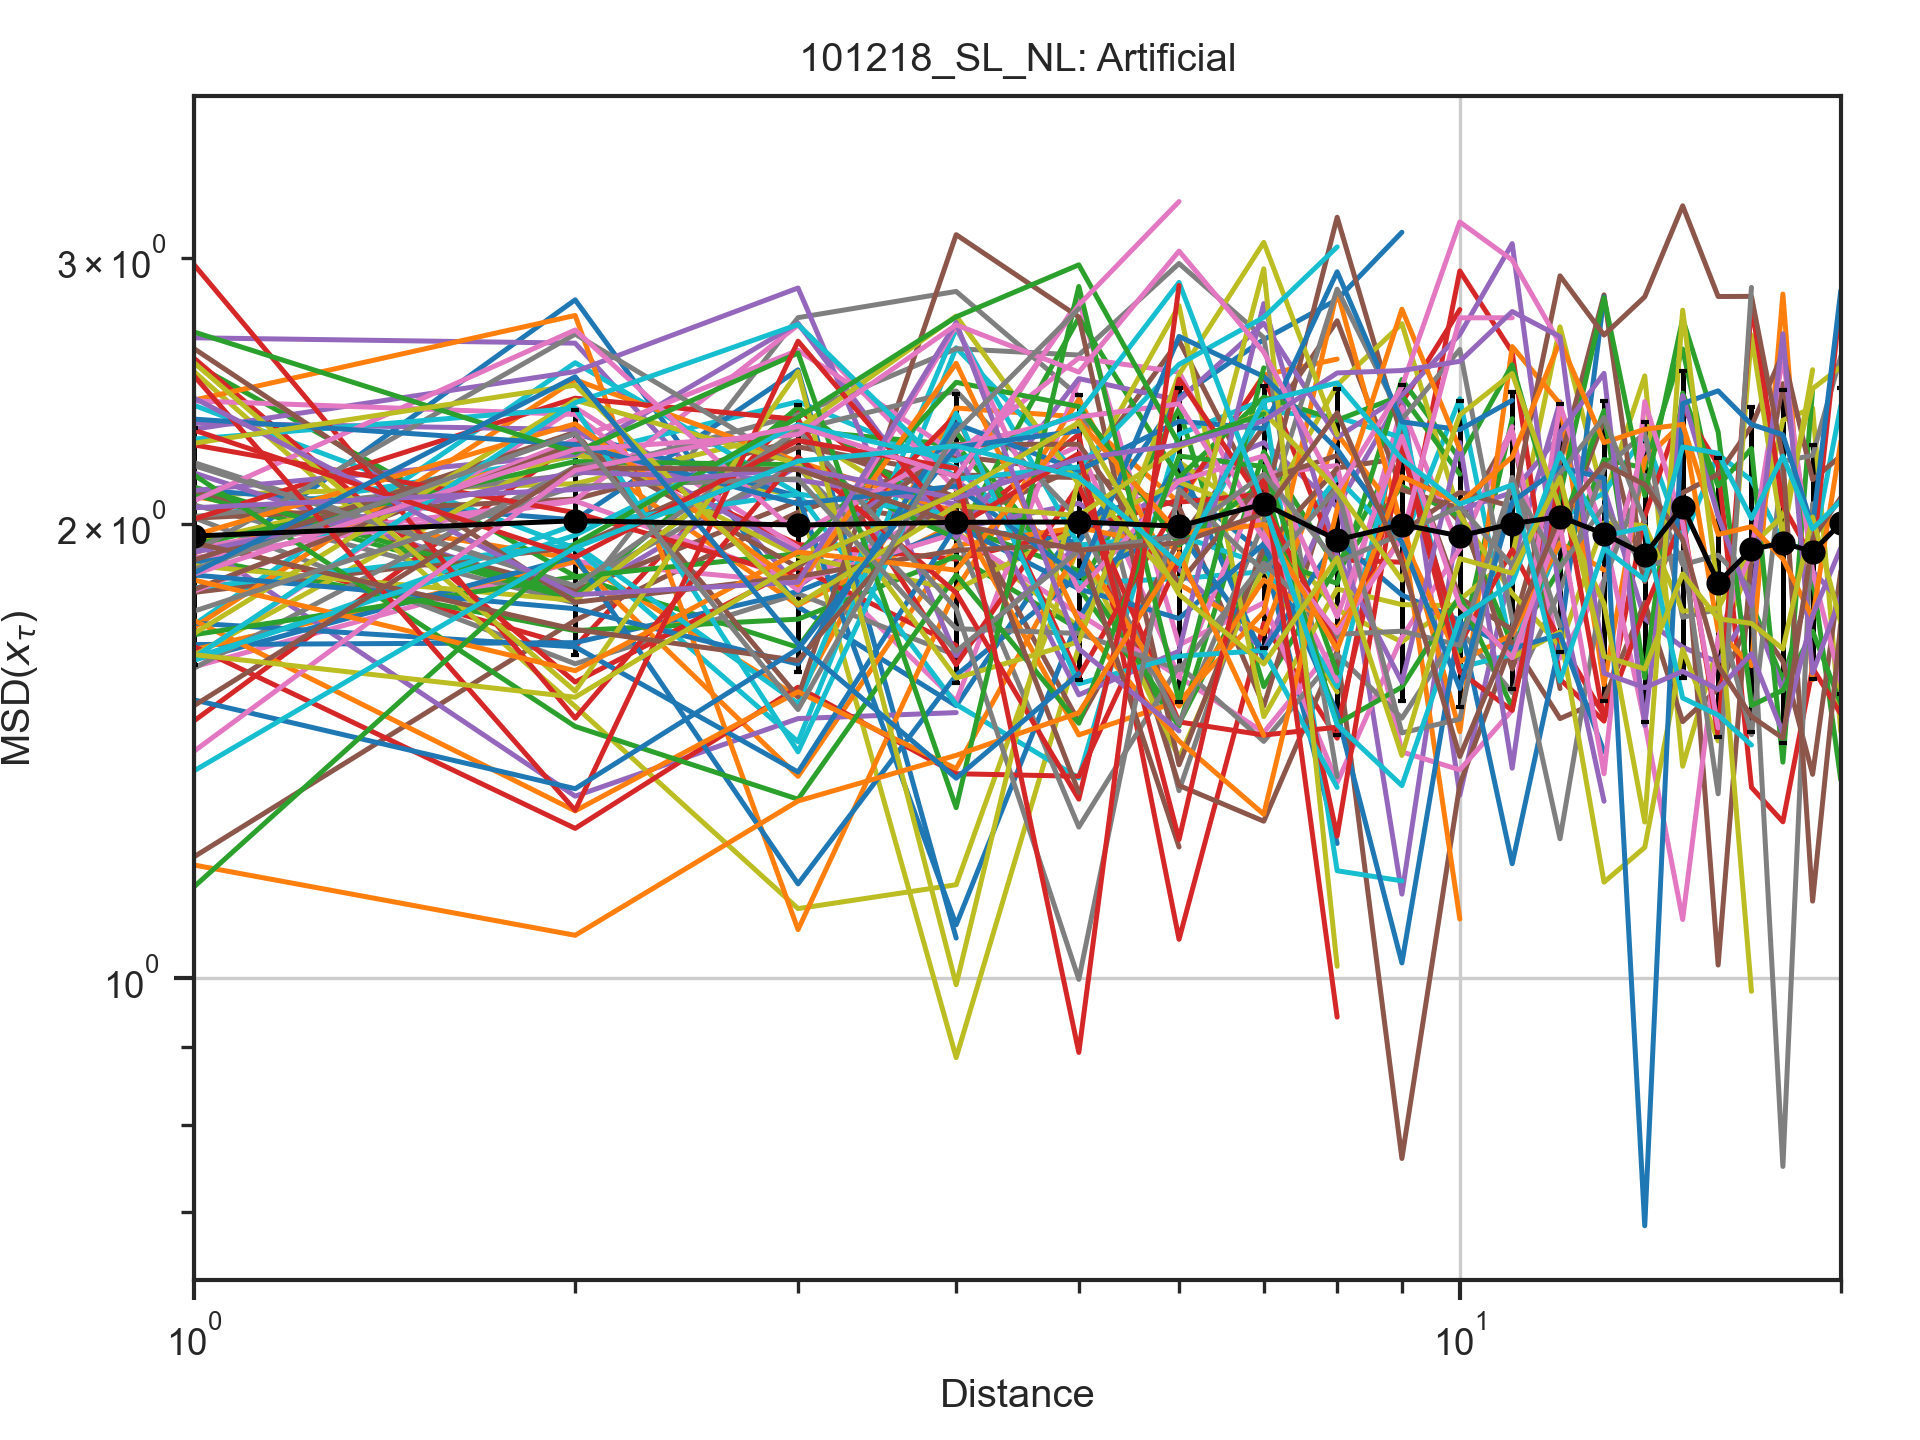 101218_SL_NL: Artificial
MSD(x_τ)
3 × 10⁰
2 × 10⁰
10⁰
10⁰
10¹
Distance